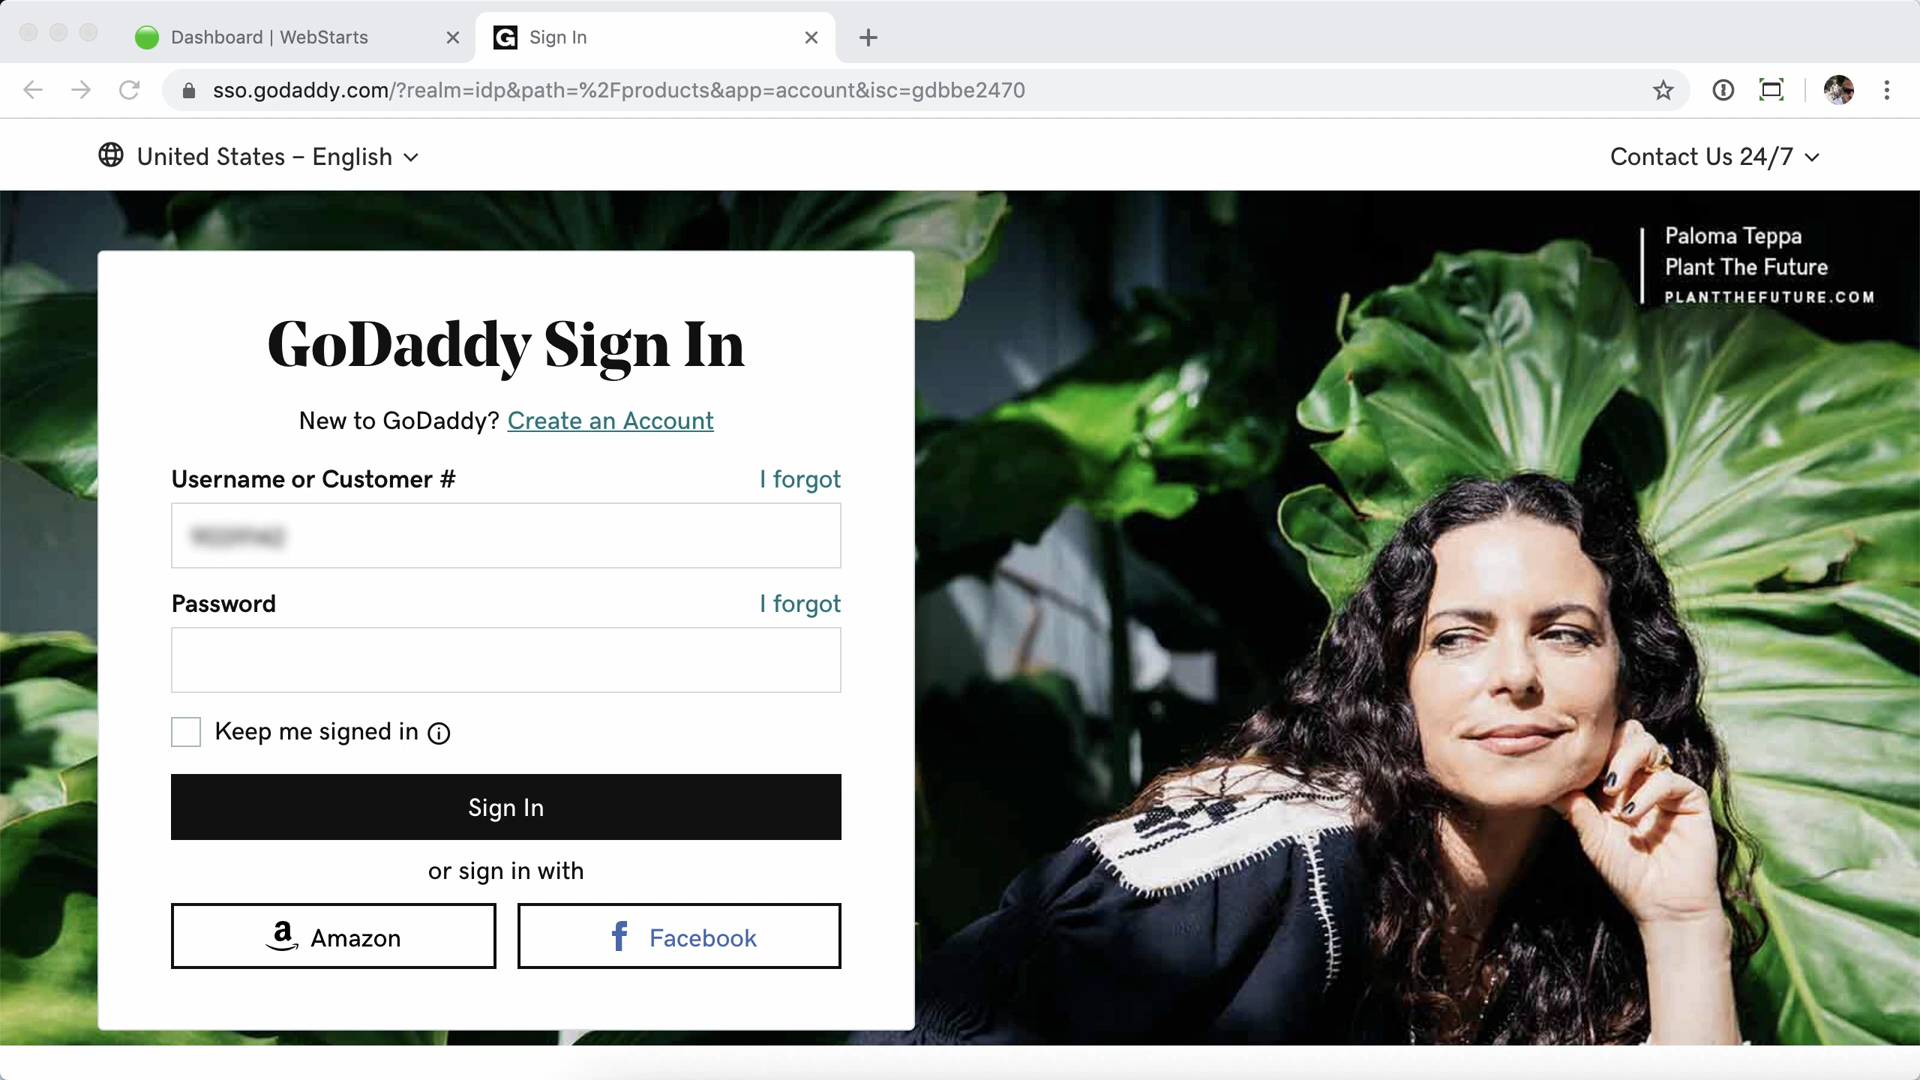 Dashboard | WebStarts
Sign In
sso.godaddy.com/?realm=idp&path=%2Fproducts&app=account&isc=gdbbe2470
United States – English
Contact Us 24/7
Paloma Teppa
Plant The Future
PLANTTHEFUTURE.COM
GoDaddy Sign In
New to GoDaddy? Create an Account
Username or Customer # I forgot
Password I forgot
Keep me signed in
Sign In
or sign in with
Amazon
Facebook